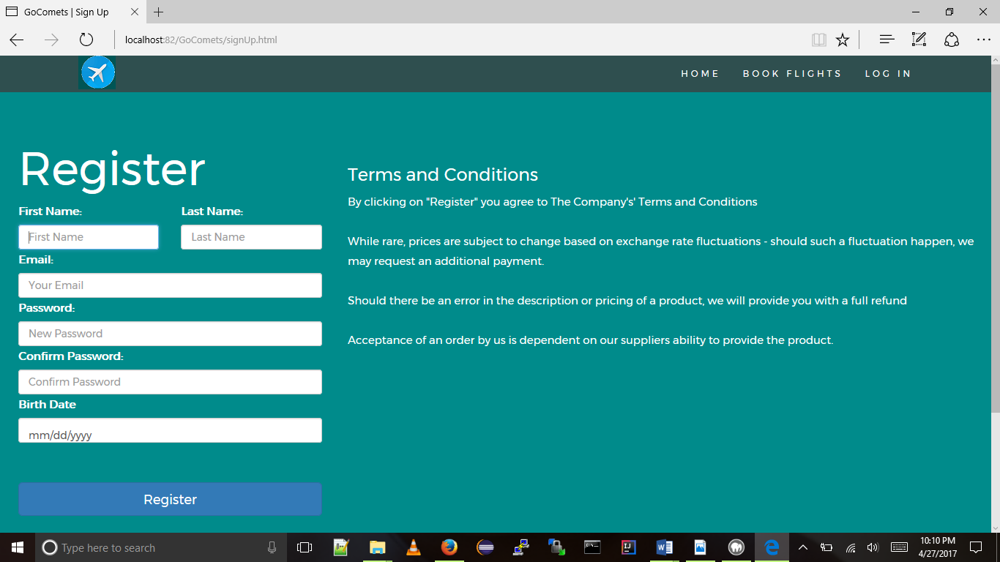 GoComets | Sign Up
localhost:82/GoComets/signUp.html
HOME BOOK FLIGHTS LOG IN
Register
First Name: Last Name:
First Name Last Name
Email:
Your Email
Password:
New Password
Confirm Password:
Confirm Password
Birth Date
mm/dd/yyyy
Register
Terms and Conditions
By clicking on "Register" you agree to The Company's' Terms and Conditions
While rare, prices are subject to change based on exchange rate fluctuations - should such a fluctuation happen, we
may request an additional payment.
Should there be an error in the description or pricing of a product, we will provide you with a full refund
Acceptance of an order by us is dependent on our suppliers ability to provide the product.
Type here to search
10:10 PM
4/27/2017